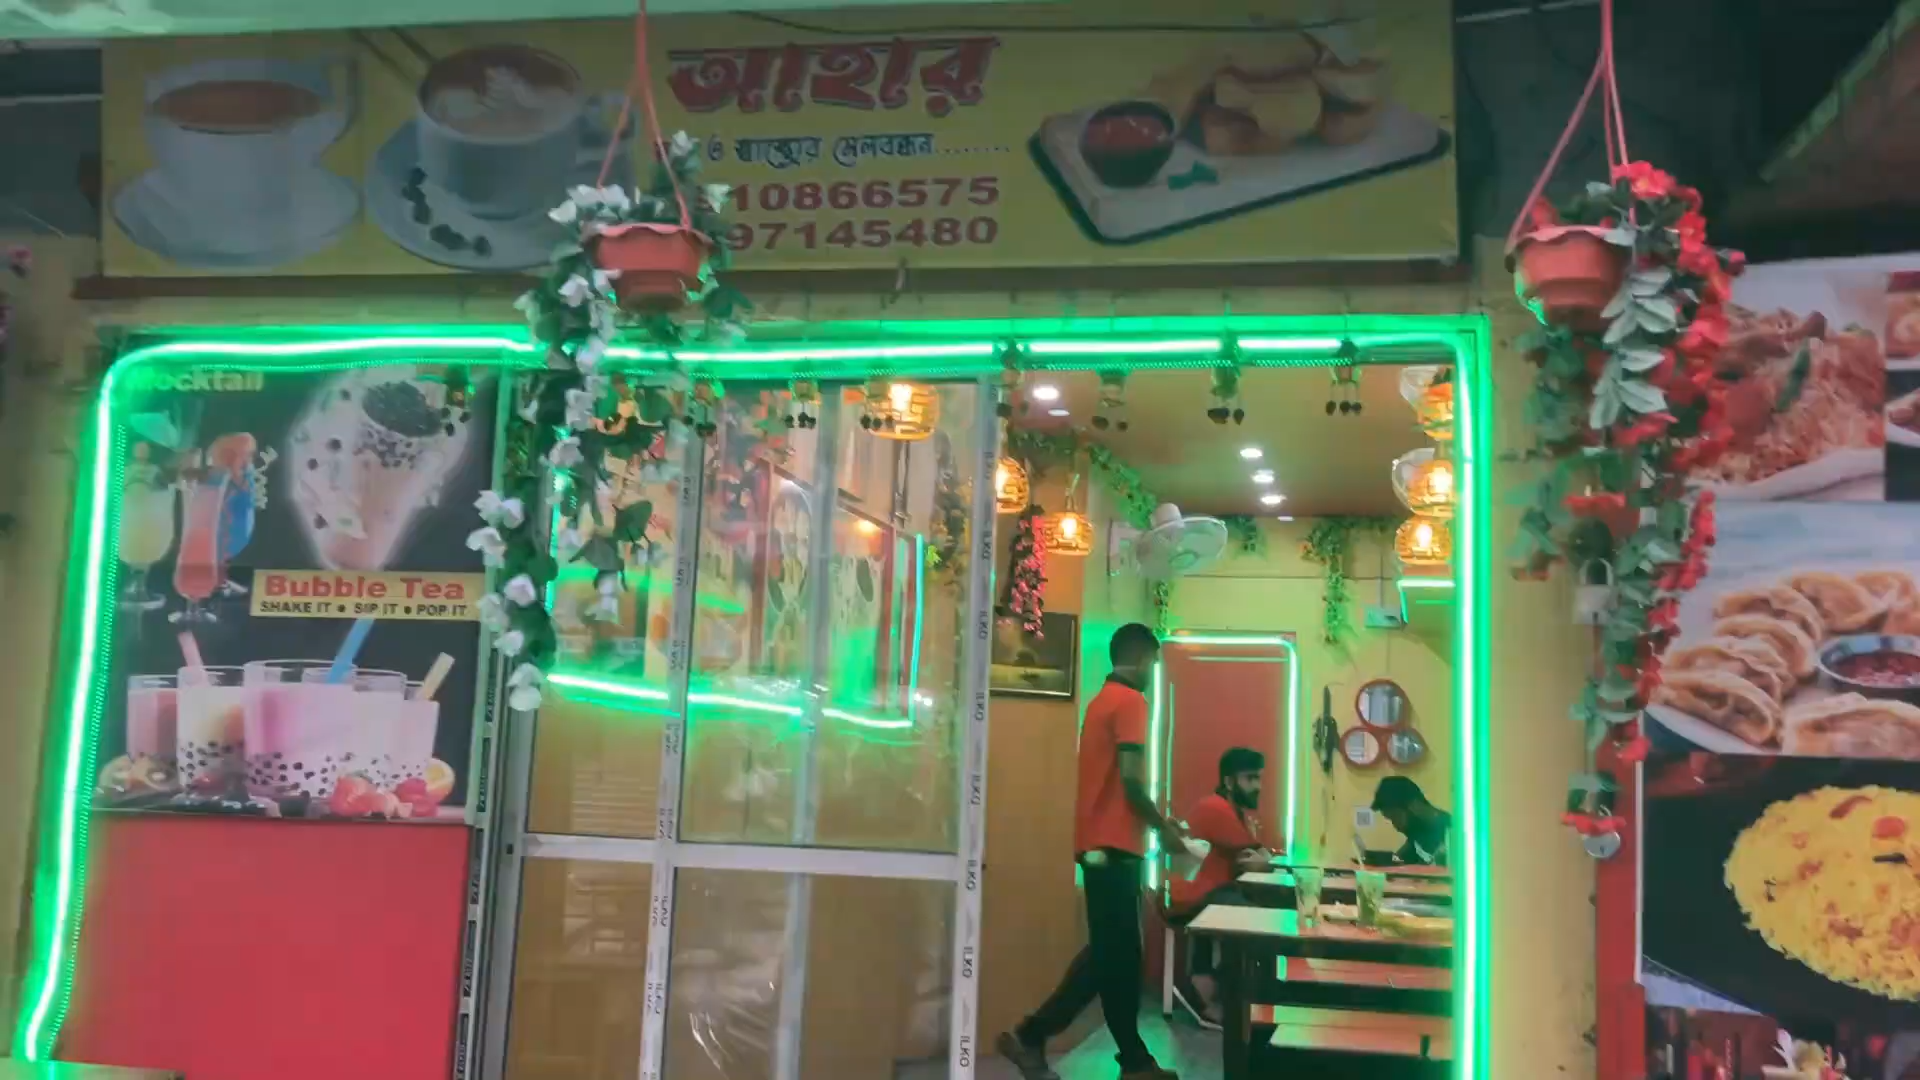 আহার
ও স্বাস্থ্যের মেলবন্ধন........
10866575
97145480
Mocktail
Bubble Tea
SHAKE IT ● SIP IT ● POP IT